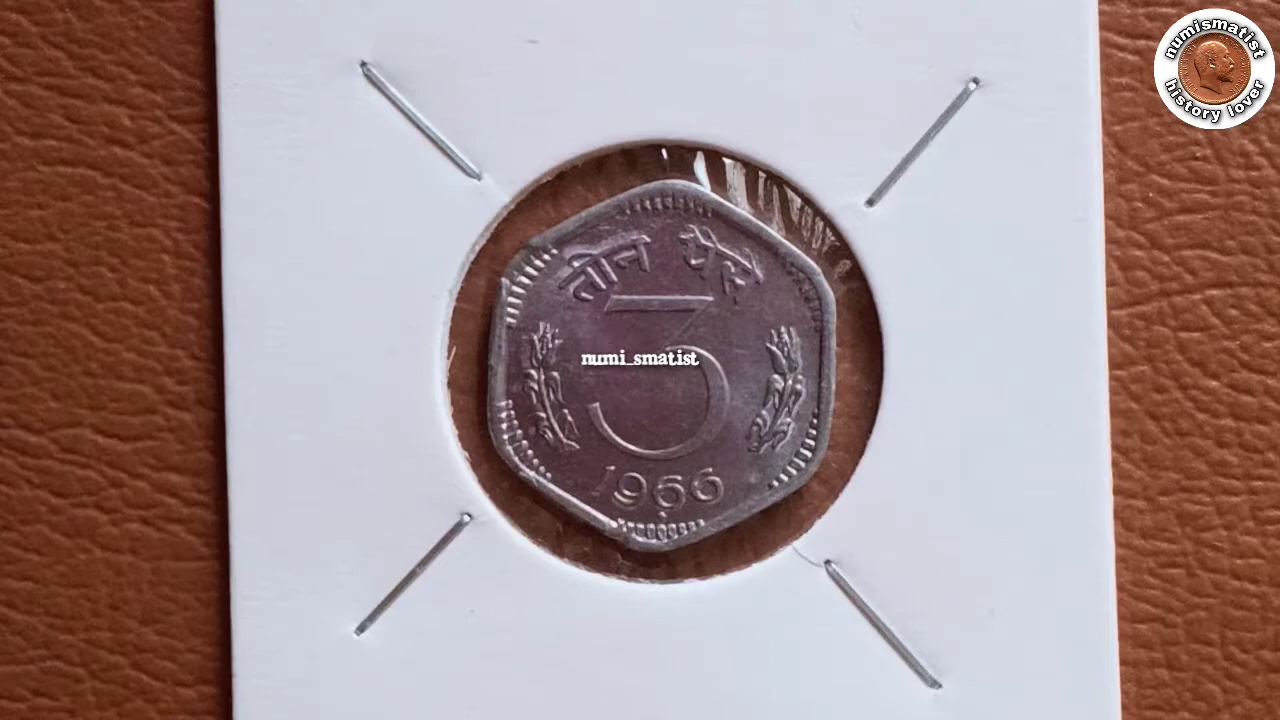 numismatist
history lover
तीन पैसे
3
numi_smatist
1966